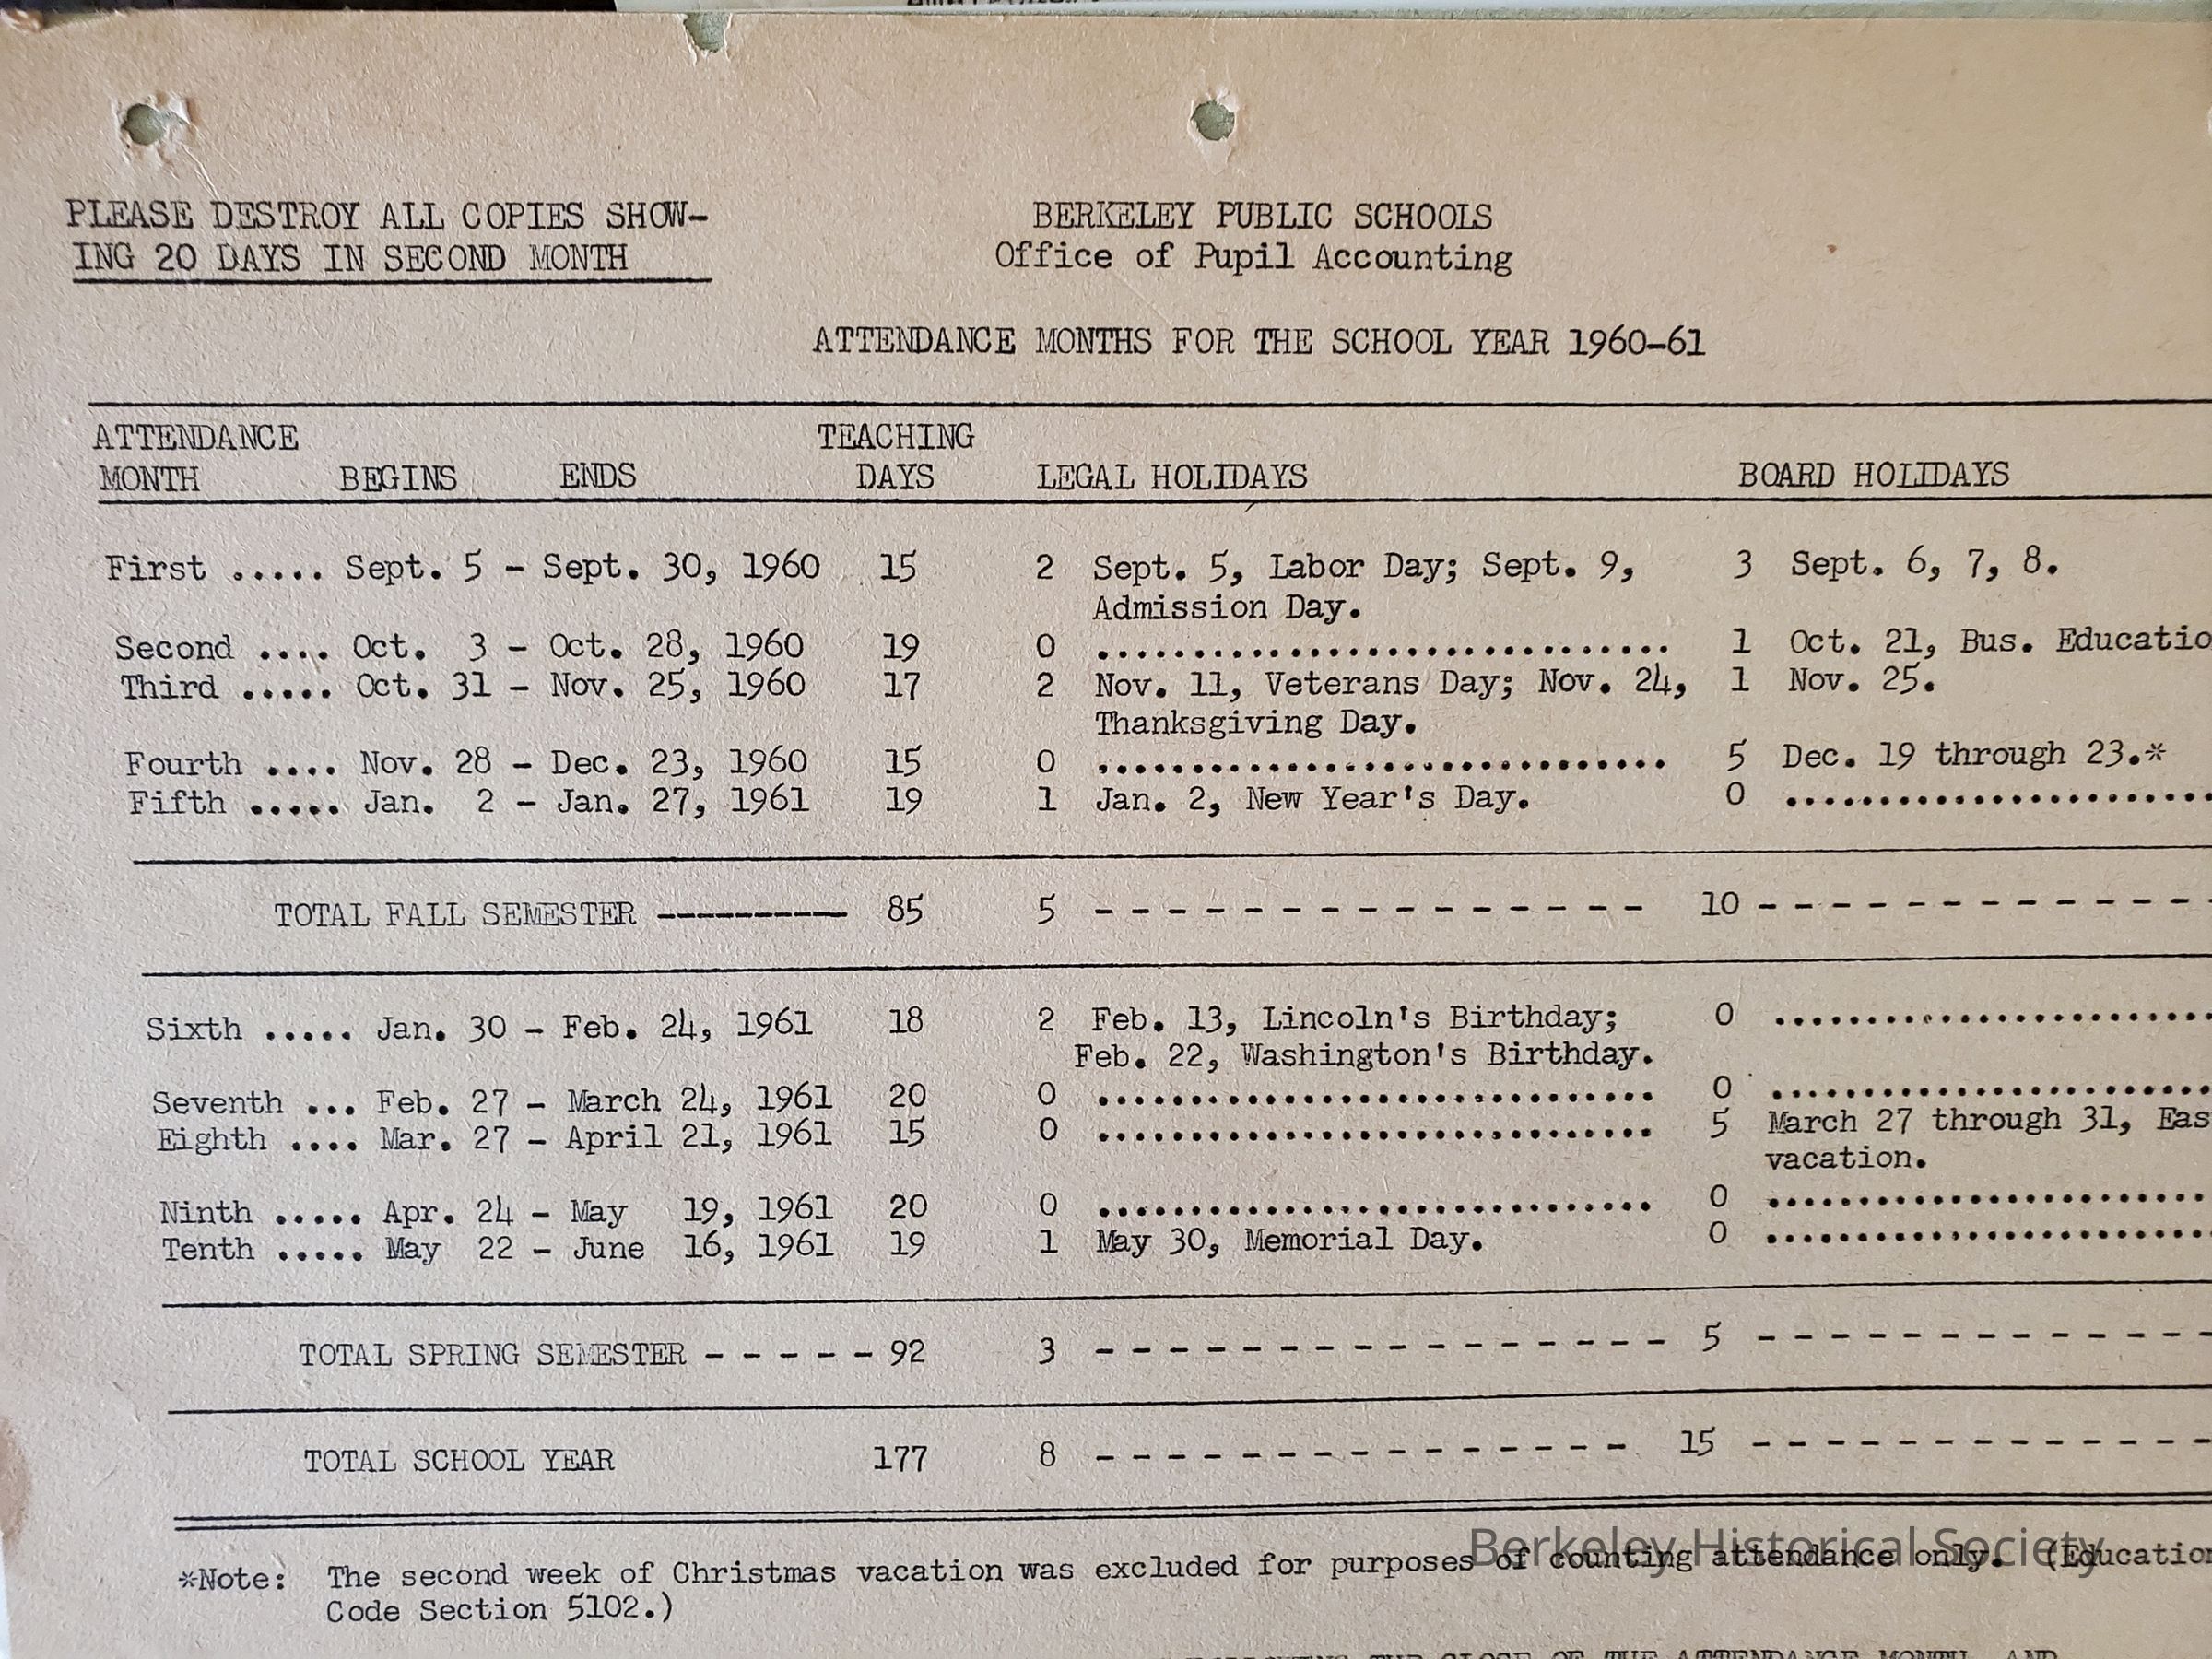 PLEASE DESTROY ALL COPIES SHOW-
ING 20 DAYS IN SECOND MONTH
BERKELEY PUBLIC SCHOOLS
Office of Pupil Accounting
ATTENDANCE MONTHS FOR THE SCHOOL YEAR 1960-61
ATTENDANCE TEACHING
MONTH BEGINS ENDS DAYS LEGAL HOLIDAYS BOARD HOLIDAYS
First ..... Sept. 5 - Sept. 30, 1960 15 2 Sept. 5, Labor Day; Sept. 9, 3 Sept. 6, 7, 8.
Admission Day.
Second .... Oct. 3 - Oct. 28, 1960 19 0 .............................. 1 Oct. 21, Bus. Educatio
Third ..... Oct. 31 - Nov. 25, 1960 17 2 Nov. 11, Veterans Day; Nov. 24, 1 Nov. 25.
Thanksgiving Day.
Fourth .... Nov. 28 - Dec. 23, 1960 15 0 .............................. 5 Dec. 19 through 23.*
Fifth ..... Jan. 2 - Jan. 27, 1961 19 1 Jan. 2, New Year's Day. 0 .......................
TOTAL FALL SEMESTER ---------- 85 5 - - - - - - - - - - - - - - - 10 - - - - - - - - - - - -
Sixth ..... Jan. 30 - Feb. 24, 1961 18 2 Feb. 13, Lincoln's Birthday; 0 .......................
Feb. 22, Washington's Birthday.
Seventh ... Feb. 27 - March 24, 1961 20 0 .............................. 0 .......................
Eighth .... Mar. 27 - April 21, 1961 15 0 .............................. 5 March 27 through 31, Eas
vacation.
Ninth ..... Apr. 24 - May 19, 1961 20 0 .............................. 0 .......................
Tenth ..... May 22 - June 16, 1961 19 1 May 30, Memorial Day. 0 .......................
TOTAL SPRING SEMESTER - - - - - 92 3 - - - - - - - - - - - - - - - - 5 - - - - - - - - - - - -
TOTAL SCHOOL YEAR 177 8 - - - - - - - - - - - - - - - 15 - - - - - - - - - - - -
Berkeley Historical Society
*Note: The second week of Christmas vacation was excluded for purposes of counting attendance only. (Education
Code Section 5102.)
FOLLOWING THE CLOSE OF THE ATTENDANCE MONTH, AND